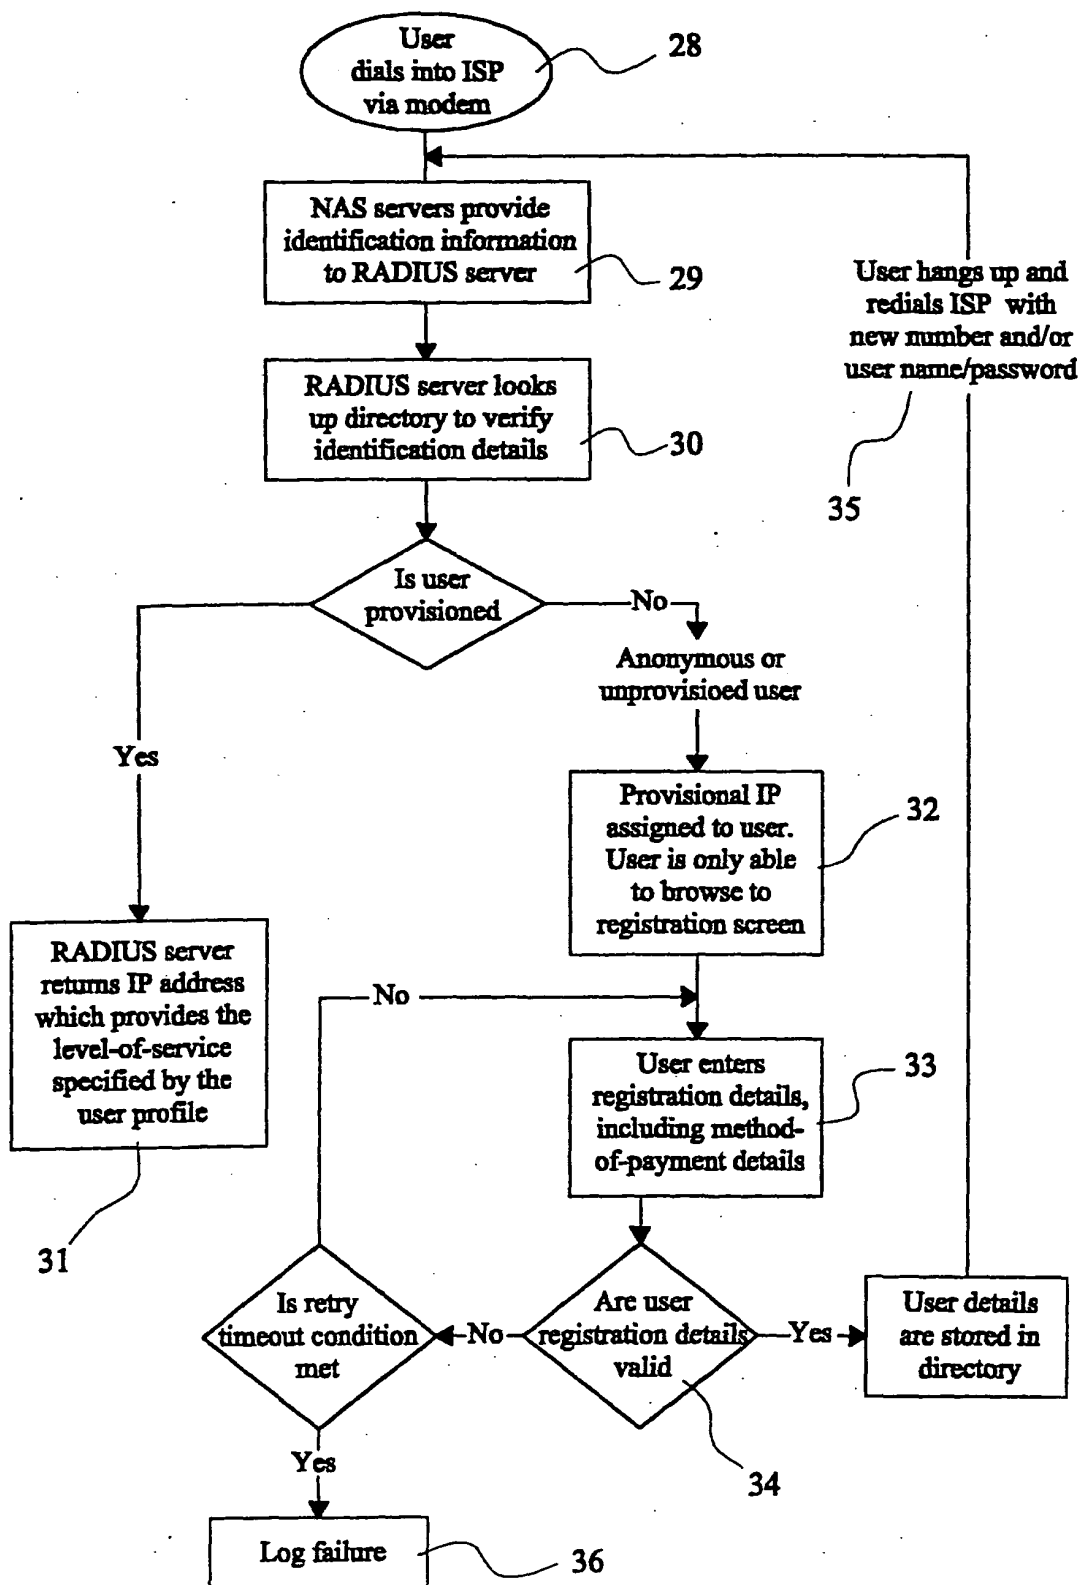 User
dials into ISP
via modem
28
NAS servers provide
identification information
to RADIUS server
29
User hangs up and
redials ISP with
new number and/or
user name/password
35
RADIUS server looks
up directory to verify
identification details
30
Is user
provisioned
No
Anonymous or
unprovisioed user
Yes
Provisional IP
assigned to user.
User is only able
to browse to
registration screen
32
RADIUS server
returns IP address
which provides the
level-of-service
specified by the
user profile
31
No
User enters
registration details,
including method-
of-payment details
33
Is retry
timeout condition
met
No
Are user
registration details
valid
34
Yes
User details
are stored in
directory
Yes
Log failure
36